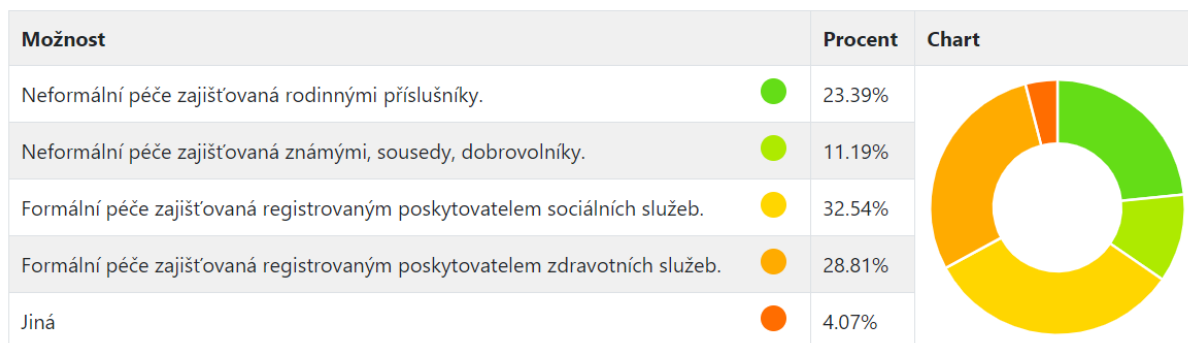 Možnost Procent Chart
Neformální péče zajišťovaná rodinnými příslušníky. 23.39%
Neformální péče zajišťovaná známými, sousedy, dobrovolníky. 11.19%
Formální péče zajišťovaná registrovaným poskytovatelem sociálních služeb. 32.54%
Formální péče zajišťovaná registrovaným poskytovatelem zdravotních služeb. 28.81%
Jiná 4.07%